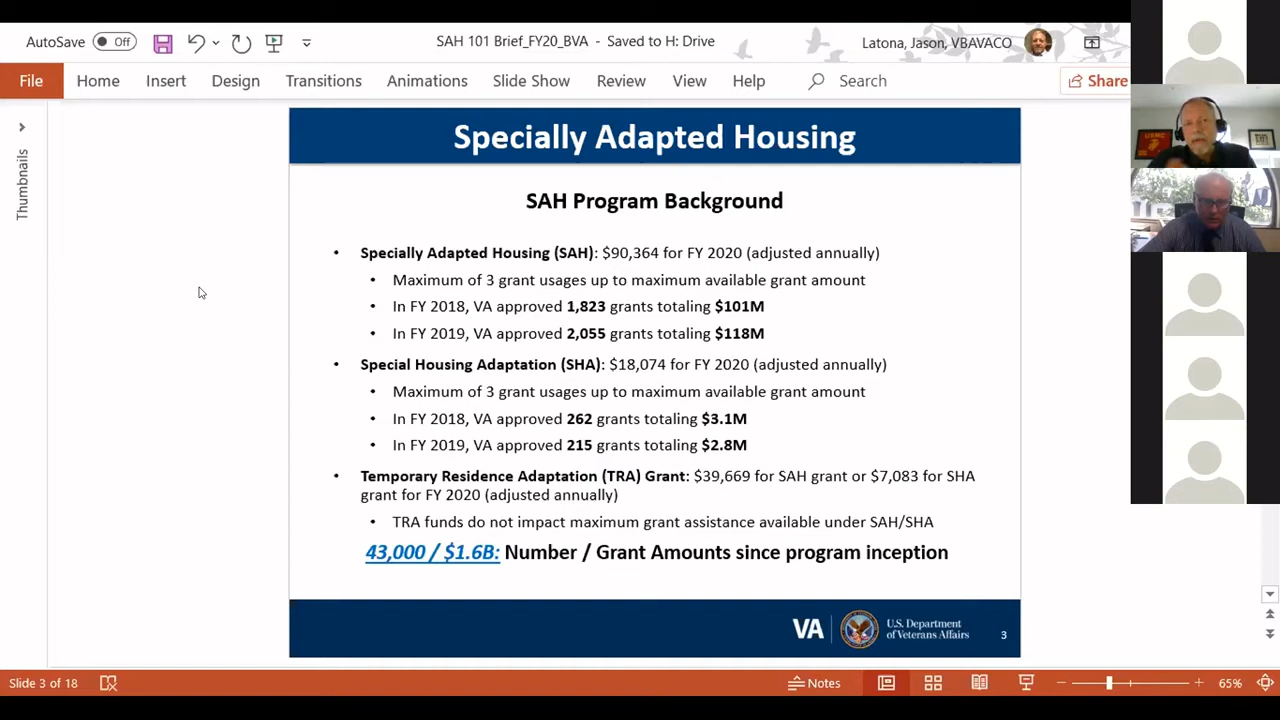 AutoSave Off SAH 101 Brief_FY20_BVA - Saved to H: Drive Latona, Jason, VBAVACO
File Home Insert Design Transitions Animations Slide Show Review View Help Search Share
Thumbnails
Specially Adapted Housing
SAH Program Background
• Specially Adapted Housing (SAH): $90,364 for FY 2020 (adjusted annually)
• Maximum of 3 grant usages up to maximum available grant amount
• In FY 2018, VA approved 1,823 grants totaling $101M
• In FY 2019, VA approved 2,055 grants totaling $118M
• Special Housing Adaptation (SHA): $18,074 for FY 2020 (adjusted annually)
• Maximum of 3 grant usages up to maximum available grant amount
• In FY 2018, VA approved 262 grants totaling $3.1M
• In FY 2019, VA approved 215 grants totaling $2.8M
• Temporary Residence Adaptation (TRA) Grant: $39,669 for SAH grant or $7,083 for SHA
grant for FY 2020 (adjusted annually)
• TRA funds do not impact maximum grant assistance available under SAH/SHA
43,000 / $1.6B: Number / Grant Amounts since program inception
VA U.S. Department
of Veterans Affairs
3
USMC
Slide 3 of 18 Notes 65%